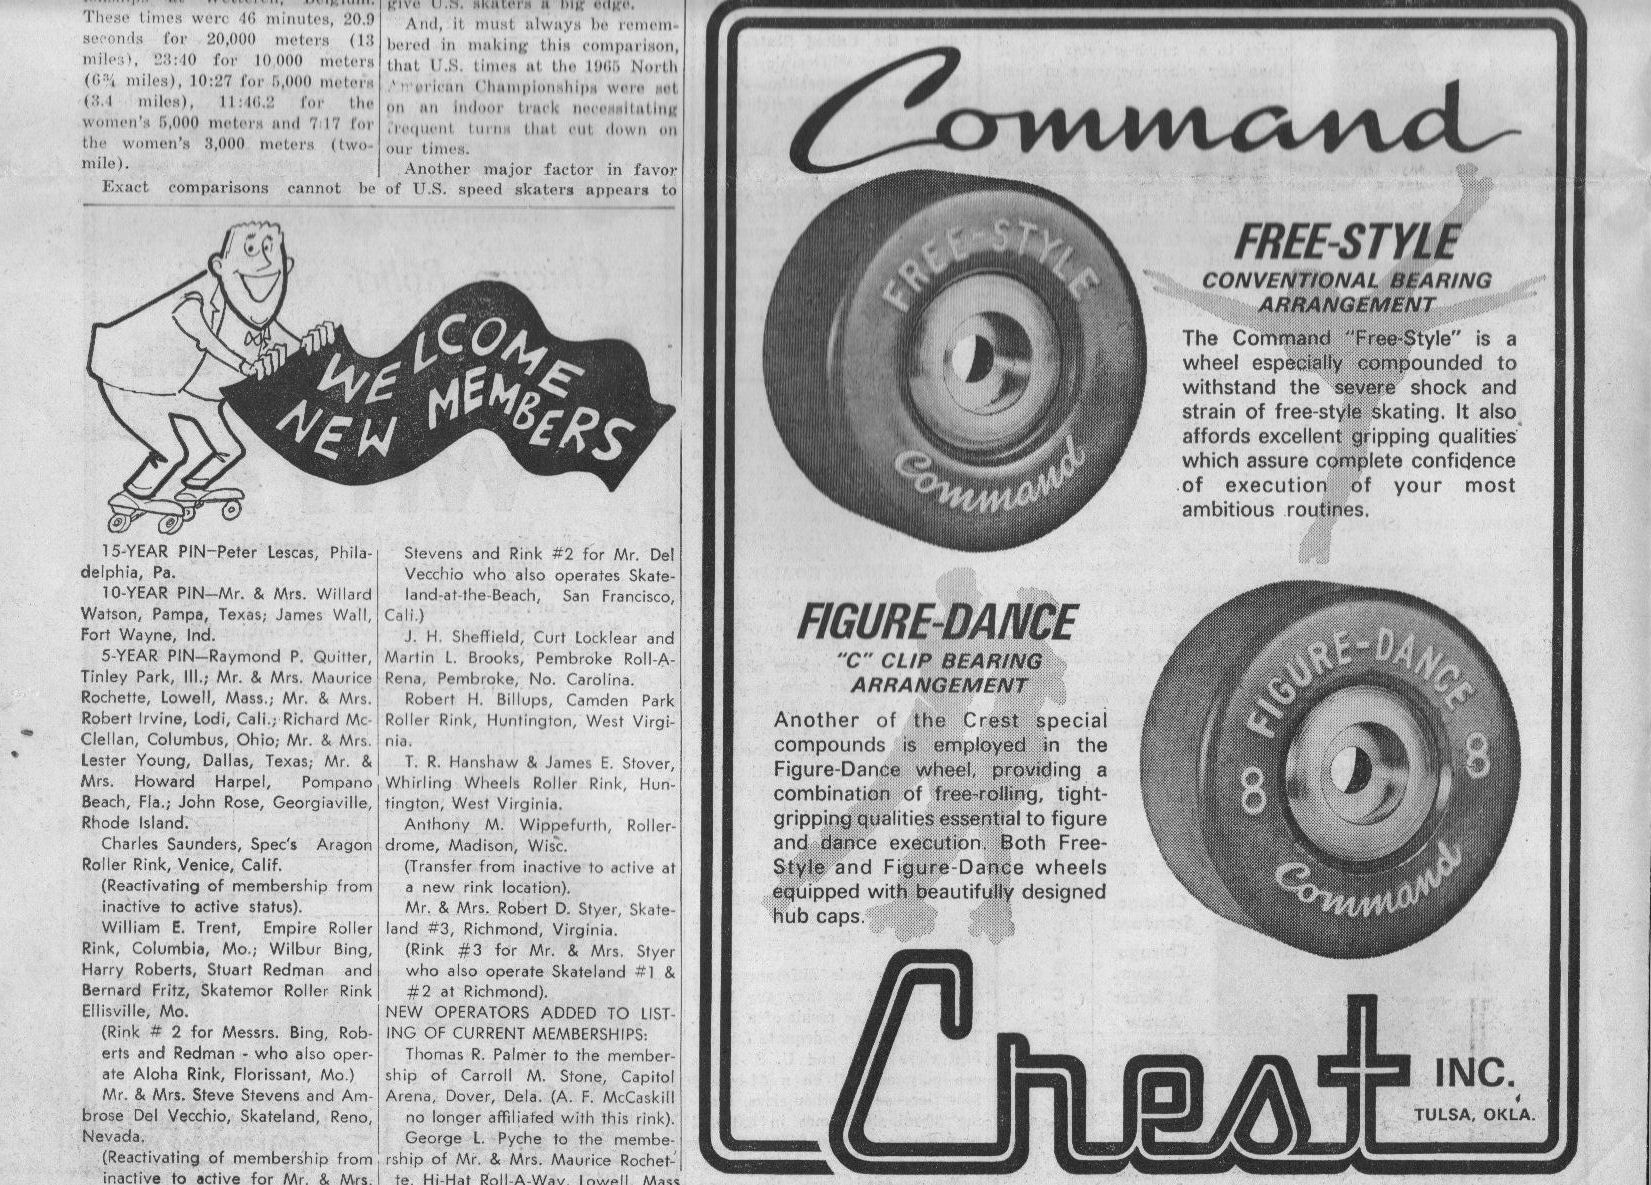 These times were 46 minutes, 20.9
seconds for 20,000 meters (13
miles), 23:40 for 10,000 meters
(6¾ miles), 10:27 for 5,000 meters
(3.4 miles), 11:46.2 for the
women's 5,000 meters and 7:17 for
the women's 3,000 meters (two-
mile).
Exact comparisons cannot be
give U.S. skaters a big edge.
And, it must always be remem-
bered in making this comparison,
that U.S. times at the 1965 North
American Championships were set
on an indoor track necessitating
frequent turns that cut down on
our times.
Another major factor in favor
of U.S. speed skaters appears to
WELCOME
NEW MEMBERS
15-YEAR PIN—Peter Lescas, Phila-
delphia, Pa.
10-YEAR PIN—Mr. & Mrs. Willard
Watson, Pampa, Texas; James Wall,
Fort Wayne, Ind.
5-YEAR PIN—Raymond P. Quitter,
Tinley Park, Ill.; Mr. & Mrs. Maurice
Rochette, Lowell, Mass.; Mr. & Mrs.
Robert Irvine, Lodi, Cali.; Richard Mc-
Clellan, Columbus, Ohio; Mr. & Mrs.
Lester Young, Dallas, Texas; Mr. &
Mrs. Howard Harpel, Pompano
Beach, Fla.; John Rose, Georgiaville,
Rhode Island.
Charles Saunders, Spec's Aragon
Roller Rink, Venice, Calif.
(Reactivating of membership from
inactive to active status).
William E. Trent, Empire Roller
Rink, Columbia, Mo.; Wilbur Bing,
Harry Roberts, Stuart Redman and
Bernard Fritz, Skatemor Roller Rink
Ellisville, Mo.
(Rink # 2 for Messrs. Bing, Rob-
erts and Redman - who also oper-
ate Aloha Rink, Florissant, Mo.)
Mr. & Mrs. Steve Stevens and Am-
brose Del Vecchio, Skateland, Reno,
Nevada.
(Reactivating of membership from
inactive to active for Mr. & Mrs.
Stevens and Rink #2 for Mr. Del
Vecchio who also operates Skate-
land-at-the-Beach, San Francisco,
Cali.)
J. H. Sheffield, Curt Locklear and
Martin L. Brooks, Pembroke Roll-A-
Rena, Pembroke, No. Carolina.
Robert H. Billups, Camden Park
Roller Rink, Huntington, West Virgi-
nia.
T. R. Hanshaw & James E. Stover,
Whirling Wheels Roller Rink, Hun-
tington, West Virginia.
Anthony M. Wippefurth, Roller-
drome, Madison, Wisc.
(Transfer from inactive to active at
a new rink location).
Mr. & Mrs. Robert D. Styer, Skate-
land #3, Richmond, Virginia.
(Rink #3 for Mr. & Mrs. Styer
who also operate Skateland #1 &
#2 at Richmond).
NEW OPERATORS ADDED TO LIST-
ING OF CURRENT MEMBERSHIPS:
Thomas R. Palmer to the member-
ship of Carroll M. Stone, Capitol
Arena, Dover, Dela. (A. F. McCaskill
no longer affiliated with this rink).
George L. Pyche to the membe-
rship of Mr. & Mrs. Maurice Rochet-
te, Hi-Hat Roll-A-Way, Lowell, Mass
Command
FREE-STYLE
Command
FREE-STYLE
CONVENTIONAL BEARING
ARRANGEMENT
The Command "Free-Style" is a
wheel especially compounded to
withstand the severe shock and
strain of free-style skating. It also
affords excellent gripping qualities
which assure complete confidence
of execution of your most
ambitious routines.
FIGURE-DANCE
"C" CLIP BEARING
ARRANGEMENT
Another of the Crest special
compounds is employed in the
Figure-Dance wheel, providing a
combination of free-rolling, tight-
gripping qualities essential to figure
and dance execution. Both Free-
Style and Figure-Dance wheels
equipped with beautifully designed
hub caps.
FIGURE-DANCE
8 8
Command
Crest INC.
TULSA, OKLA.